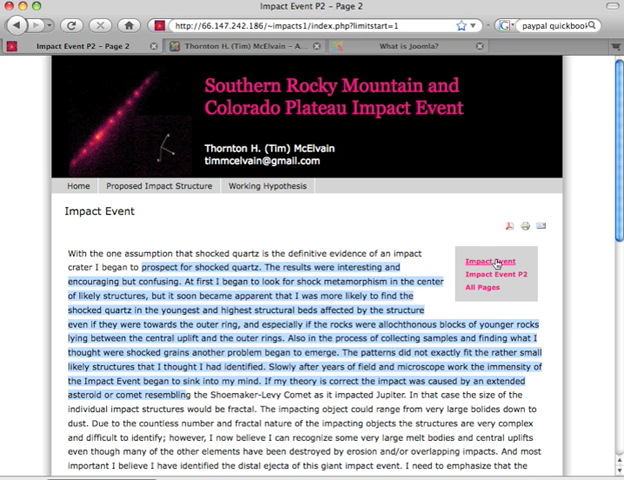 Impact Event P2 - Page 2
http://66.147.242.186/~impacts1/index.php?limitstart=1
paypal quickbook
Impact Event P2 - Page 2
Thornton H. (Tim) McElvain - A...
What is Joomla?
Southern Rocky Mountain and
Colorado Plateau Impact Event
Thornton H. (Tim) McElvain
timmcelvain@gmail.com
Home
Proposed Impact Structure
Working Hypothesis
Impact Event
Impact Event
Impact Event P2
All Pages
With the one assumption that shocked quartz is the definitive evidence of an impact
crater I began to prospect for shocked quartz. The results were interesting and
encouraging but confusing. At first I began to look for shock metamorphism in the center
of likely structures, but it soon became apparent that I was more likely to find the
shocked quartz in the youngest and highest structural beds affected by the structure
even if they were towards the outer ring, and especially if the rocks were allochthonous blocks of younger rocks
lying between the central uplift and the outer rings. Also in the process of collecting samples and finding what I
thought were shocked grains another problem began to emerge. The patterns did not exactly fit the rather small
likely structures that I thought I had identified. Slowly after years of field and microscope work the immensity of
the Impact Event began to sink into my mind. If my theory is correct the impact was caused by an extended
asteroid or comet resembling the Shoemaker-Levy Comet as it impacted Jupiter. In that case the size of the
individual impact structures would be fractal. The impacting object could range from very large bolides down to
dust. Due to the countless number and fractal nature of the impacting objects the structures are very complex
and difficult to identify; however, I now believe I can recognize some very large melt bodies and central uplifts
even though many of the other elements have been destroyed by erosion and/or overlapping impacts. And most
important I believe I have identified the distal ejecta of this giant impact event. I need to emphasize that the